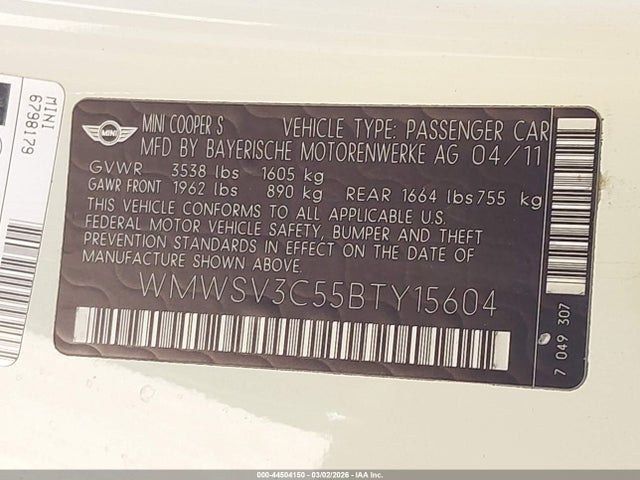 MINI
6798179
MINI
MINI COOPER S VEHICLE TYPE: PASSENGER CAR
MFD BY BAYERISCHE MOTORENWERKE AG 04/11
GVWR 3538 lbs 1605 kg
GAWR FRONT 1962 lbs 890 kg REAR 1664 lbs 755 kg
THIS VEHICLE CONFORMS TO ALL APPLICABLE U.S.
FEDERAL MOTOR VEHICLE SAFETY, BUMPER AND THEFT
PREVENTION STANDARDS IN EFFECT ON THE DATE OF
MANUFACTURE SHOWN ABOVE.
WMWSV3C55BTY15604
7 049 307
000-44504150 - 03/02/2026 - IAA Inc.